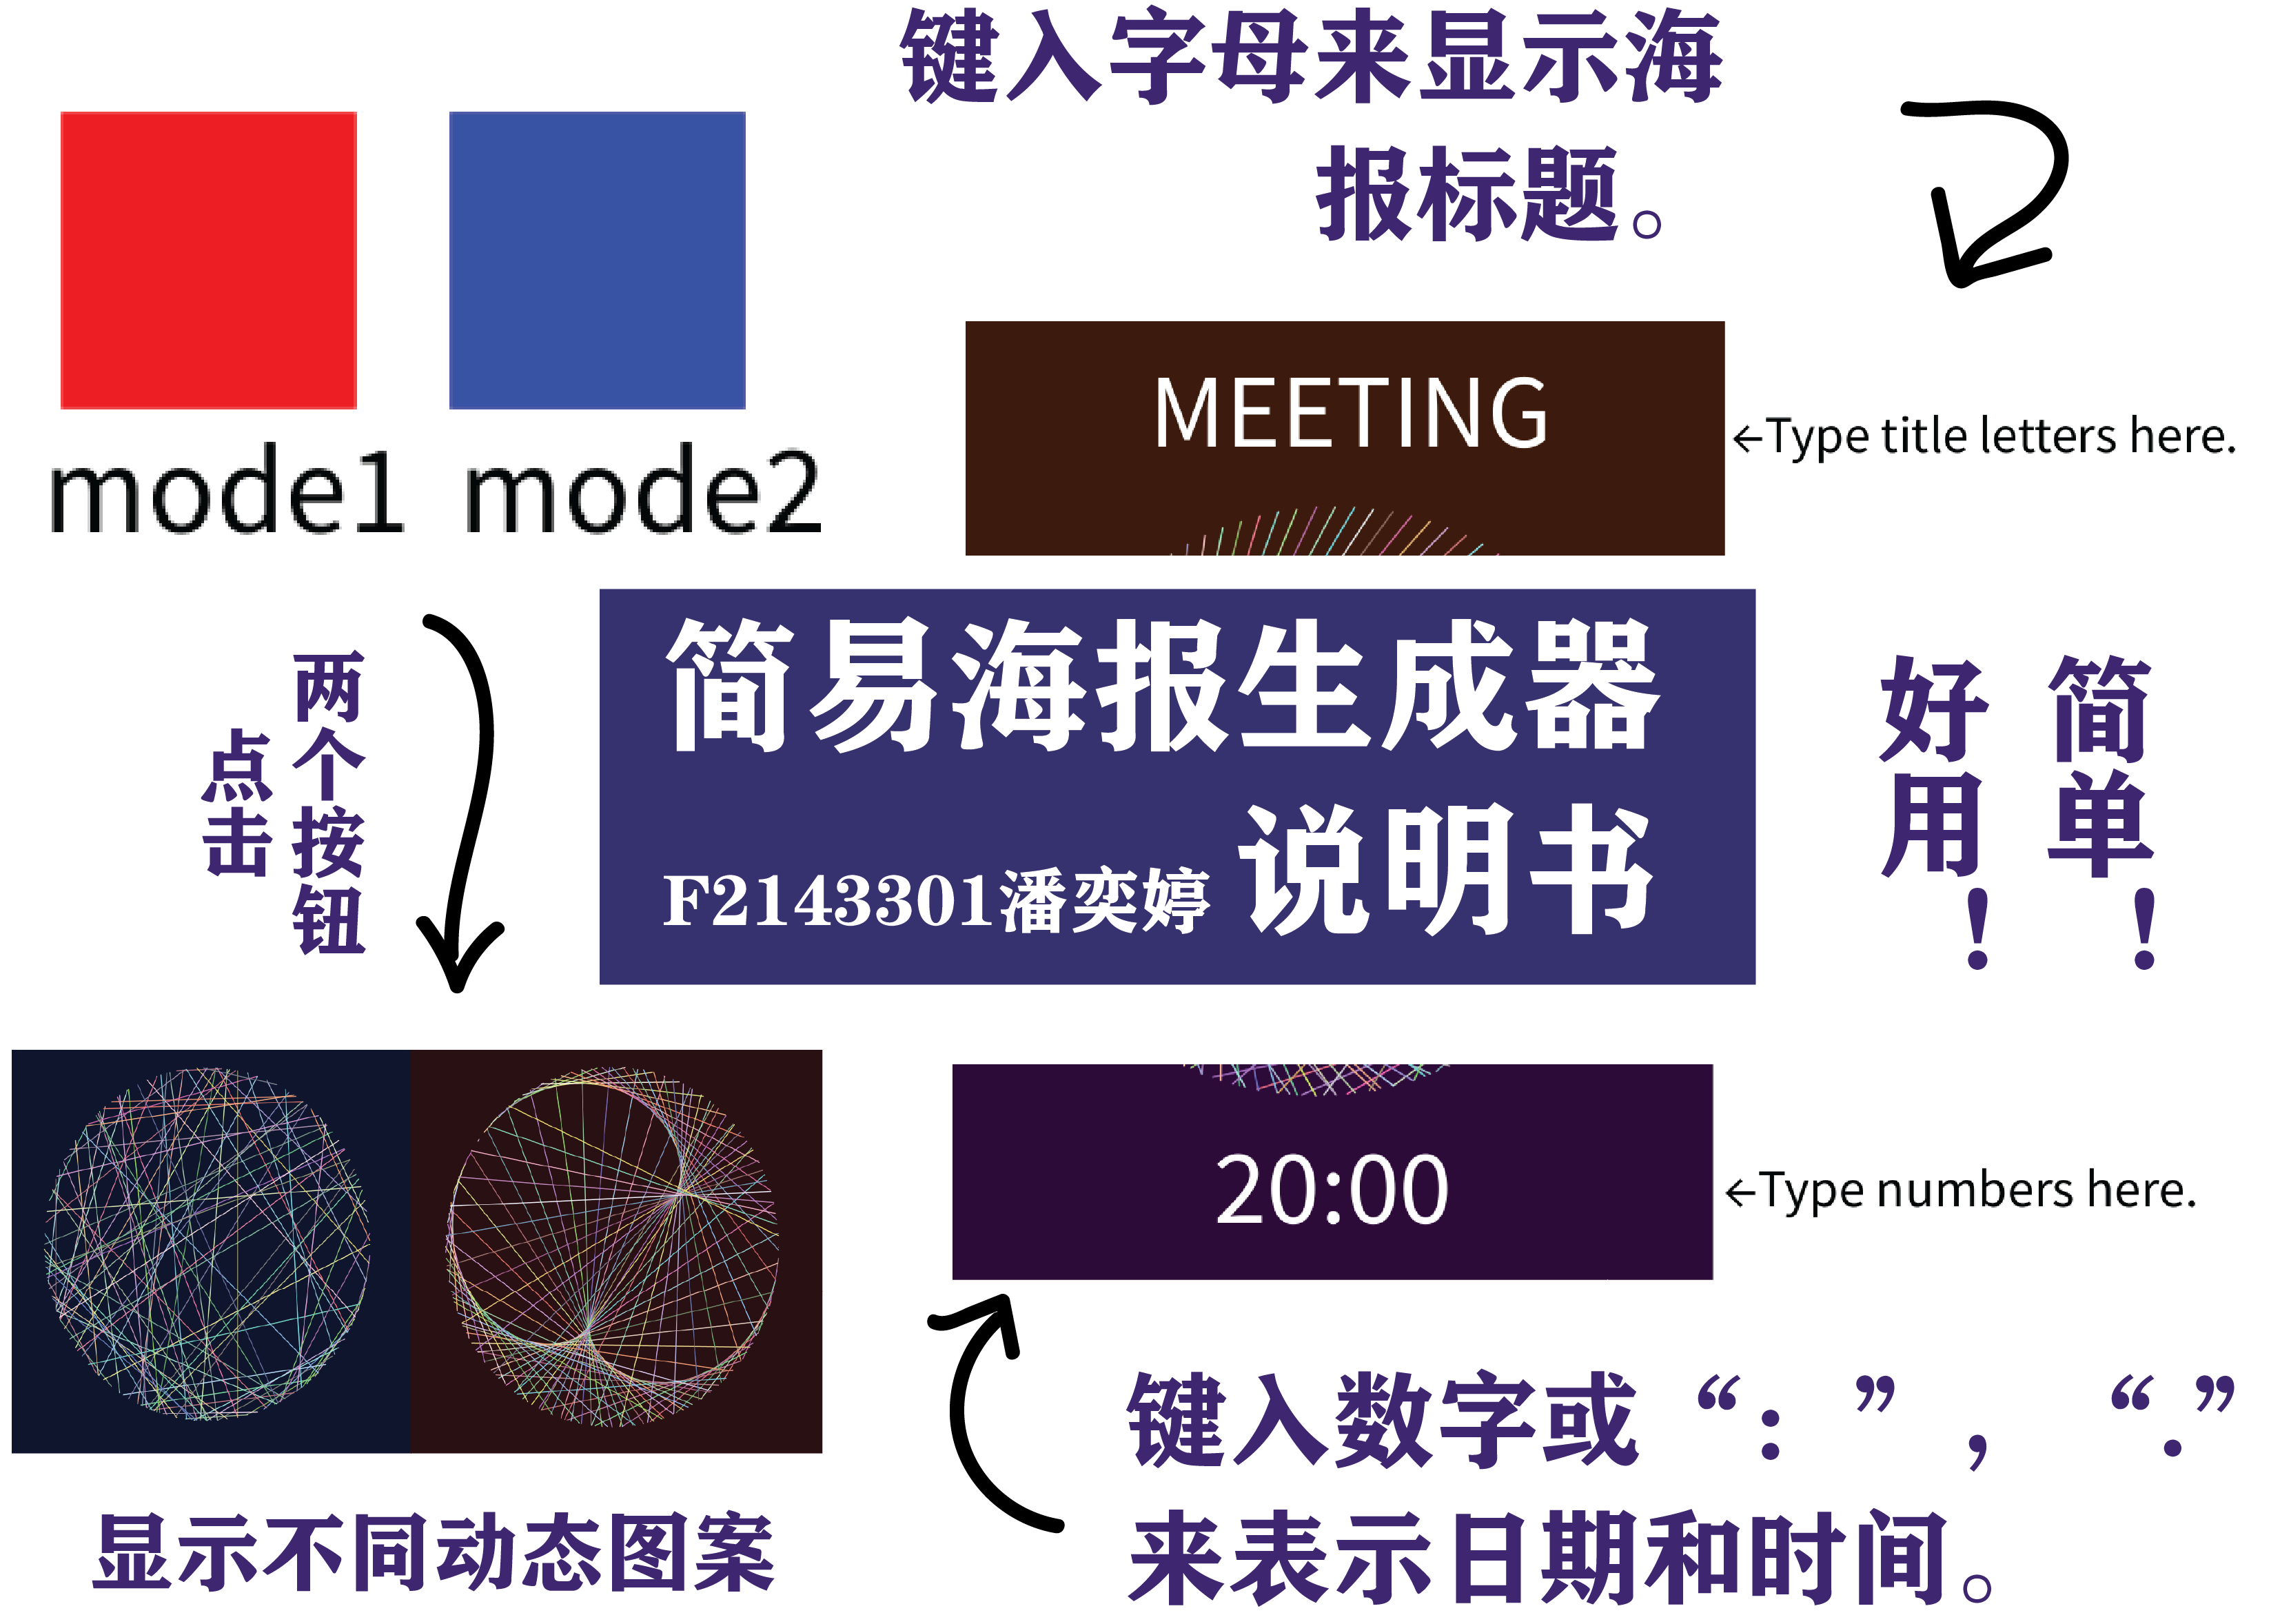 键入字母来显示海
报标题。
mode1
mode2
MEETING
←Type title letters here.
简易海报生成器
说明书
F2143301潘奕婷
点击
两个按钮
简单！
好用！
显示不同动态图案
20:00
←Type numbers here.
键入数字或“：”，“.”
来表示日期和时间。